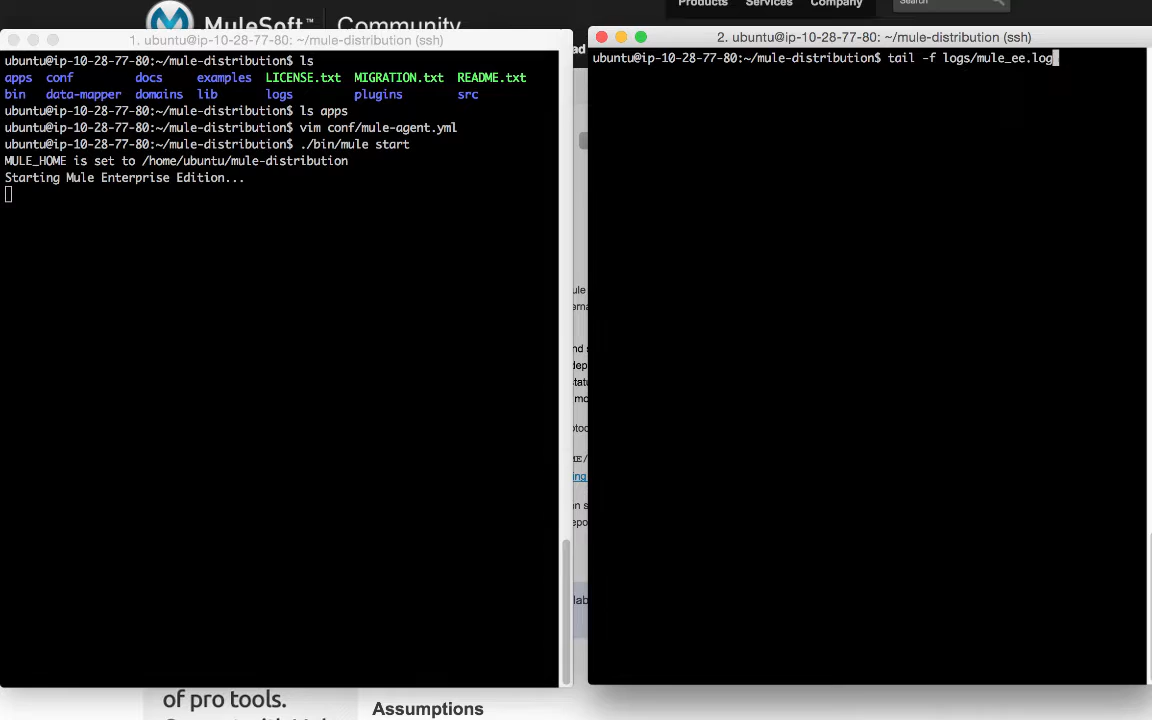 MuleSoft™ Community
Products Services Company
Search
1. ubuntu@ip-10-28-77-80: ~/mule-distribution (ssh)
ubuntu@ip-10-28-77-80:~/mule-distribution$ ls
apps conf docs examples LICENSE.txt MIGRATION.txt README.txt
bin data-mapper domains lib logs plugins src
ubuntu@ip-10-28-77-80:~/mule-distribution$ ls apps
ubuntu@ip-10-28-77-80:~/mule-distribution$ vim conf/mule-agent.yml
ubuntu@ip-10-28-77-80:~/mule-distribution$ ./bin/mule start
MULE_HOME is set to /home/ubuntu/mule-distribution
Starting Mule Enterprise Edition...
2. ubuntu@ip-10-28-77-80: ~/mule-distribution (ssh)
ubuntu@ip-10-28-77-80:~/mule-distribution$ tail -f logs/mule_ee.log
of pro tools.
Assumptions